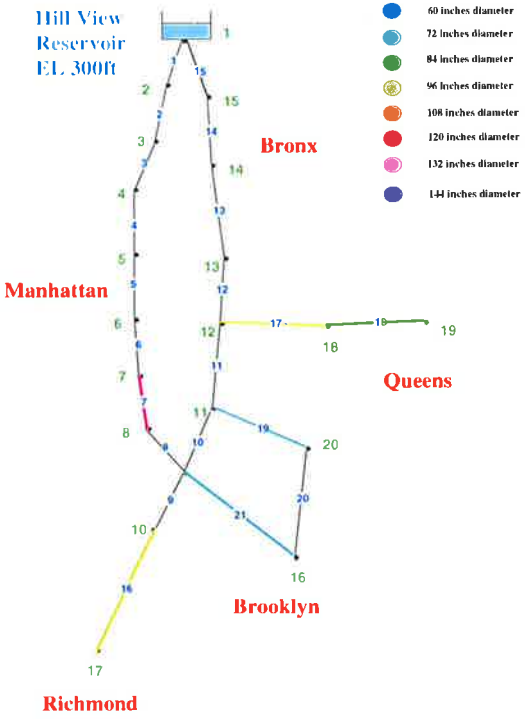 Hill View
Reservoir
EL 300ft
1
60 inches diameter
72 inches diameter
84 inches diameter
96 inches diameter
108 inches diameter
120 inches diameter
132 inches diameter
144 inches diameter
1
15
2
15
2
14
3
Bronx
3
14
4
13
4
5
13
Manhattan
5
12
6
12
17
18
18
19
6
11
7
Queens
7
11
8
19
20
8
10
9
20
21
10
16
16
Brooklyn
17
Richmond